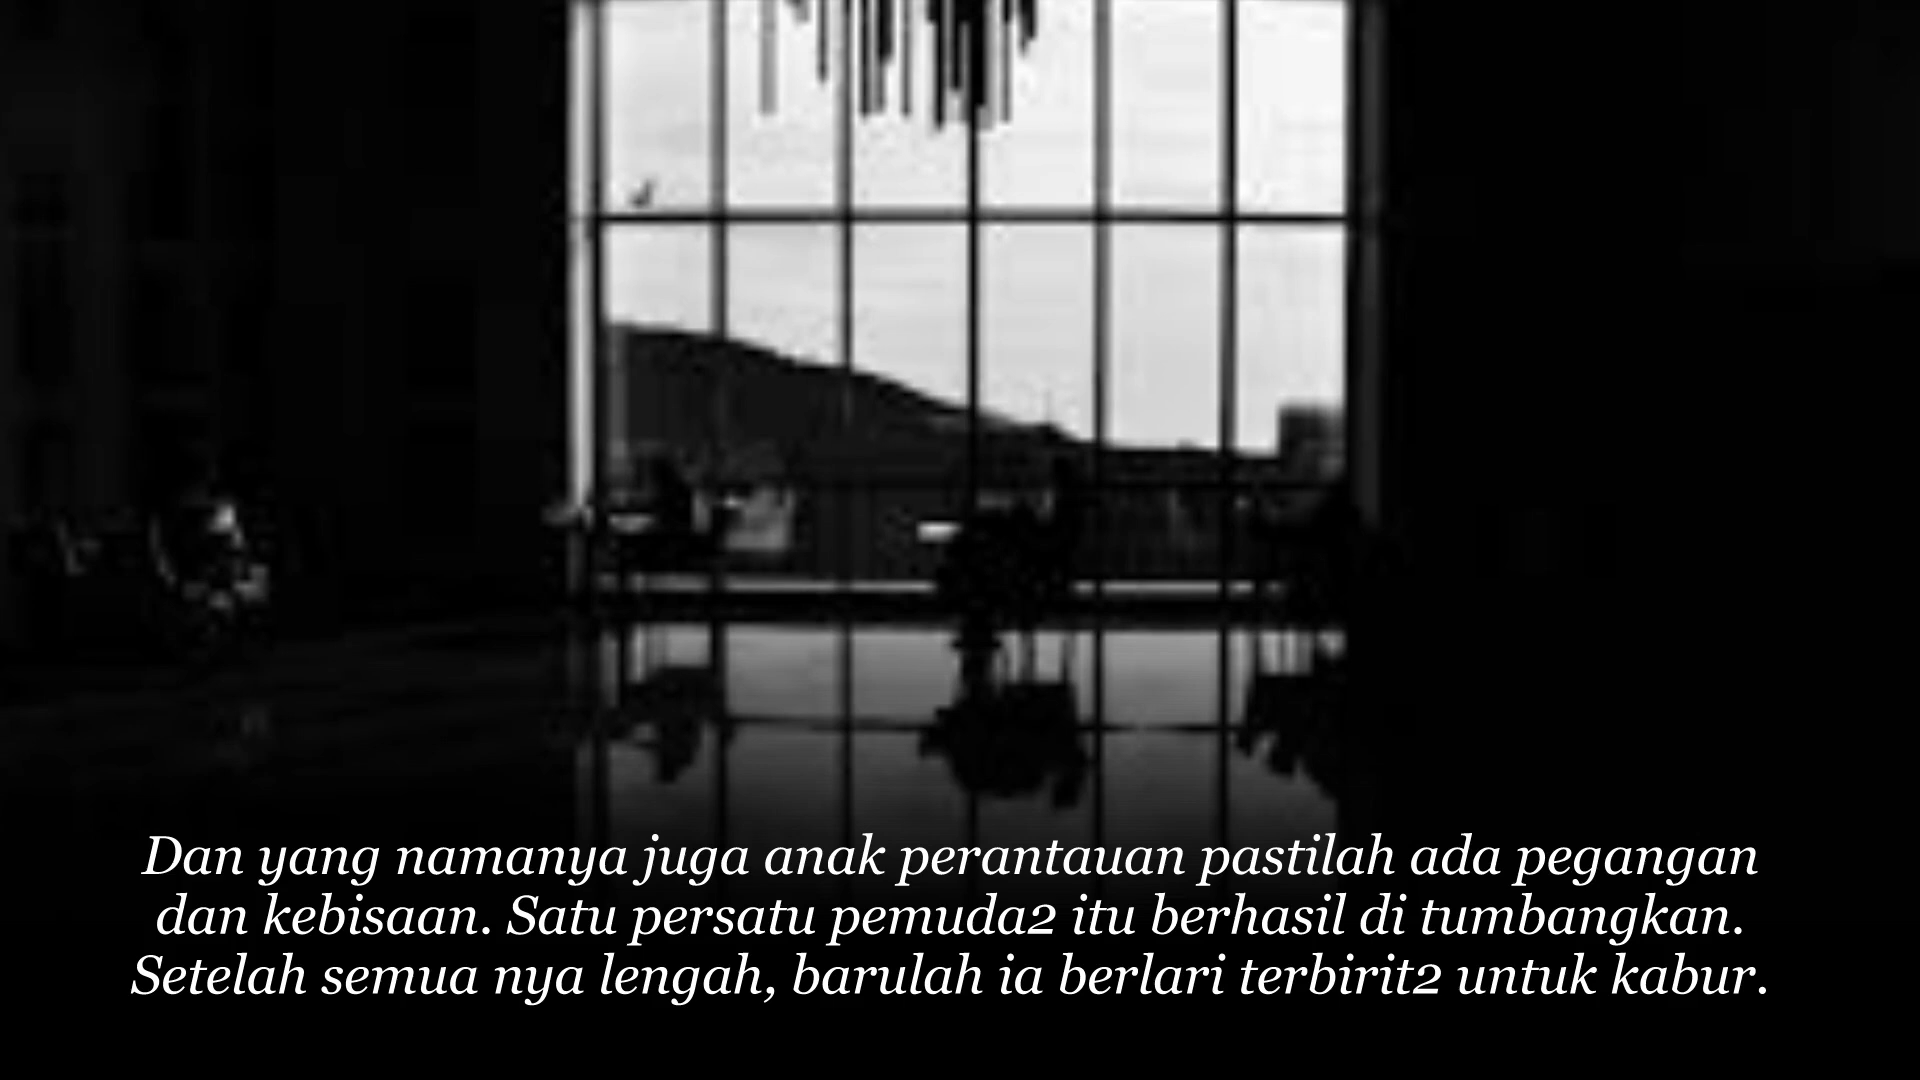 Dan yang namanya juga anak perantauan pastilah ada pegangan
dan kebisaan. Satu persatu pemuda2 itu berhasil di tumbangkan.
Setelah semua nya lengah, barulah ia berlari terbirit2 untuk kabur.